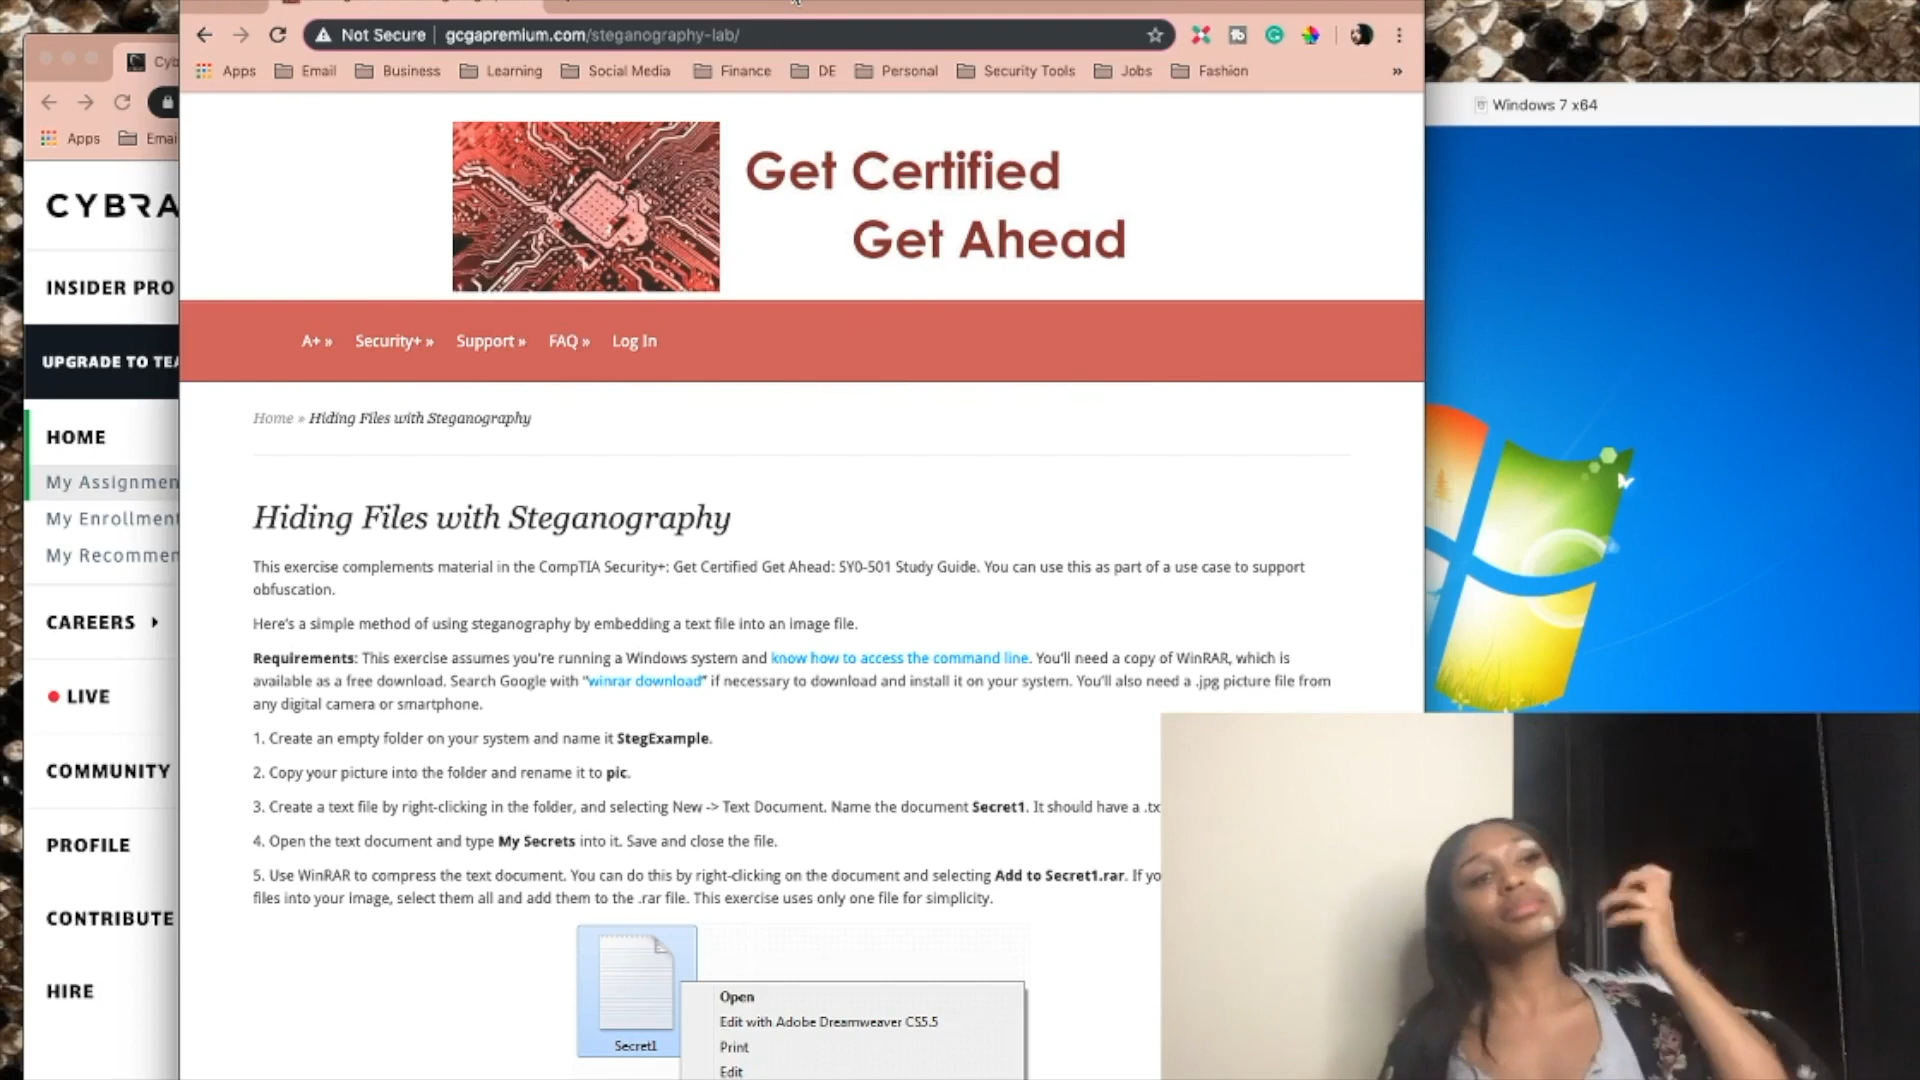 Not Secure | gcgapremium.com/steganography-lab/
Apps Email Business Learning Social Media Finance DE Personal Security Tools Jobs Fashion »
Apps
CYBRA
INSIDER PRO
UPGRADE TO TEA
HOME
My Assignmen
My Enrollment
My Recommen
CAREERS
LIVE
COMMUNITY
PROFILE
CONTRIBUTE
HIRE
Get Certified
Get Ahead
A+ » Security+ » Support » FAQ » Log In
Home » Hiding Files with Steganography
Hiding Files with Steganography
This exercise complements material in the CompTIA Security+: Get Certified Get Ahead: SY0-501 Study Guide. You can use this as part of a use case to support
obfuscation.
Here's a simple method of using steganography by embedding a text file into an image file.
Requirements: This exercise assumes you're running a Windows system and know how to access the command line. You'll need a copy of WinRAR, which is
available as a free download. Search Google with "winrar download" if necessary to download and install it on your system. You'll also need a .jpg picture file from
any digital camera or smartphone.
1. Create an empty folder on your system and name it StegExample.
2. Copy your picture into the folder and rename it to pic.
3. Create a text file by right-clicking in the folder, and selecting New -> Text Document. Name the document Secret1. It should have a .tx
4. Open the text document and type My Secrets into it. Save and close the file.
5. Use WinRAR to compress the text document. You can do this by right-clicking on the document and selecting Add to Secret1.rar. If yo
files into your image, select them all and add them to the .rar file. This exercise uses only one file for simplicity.
Secret1
Open
Edit with Adobe Dreamweaver CS5.5
Print
Edit
Windows 7 x64